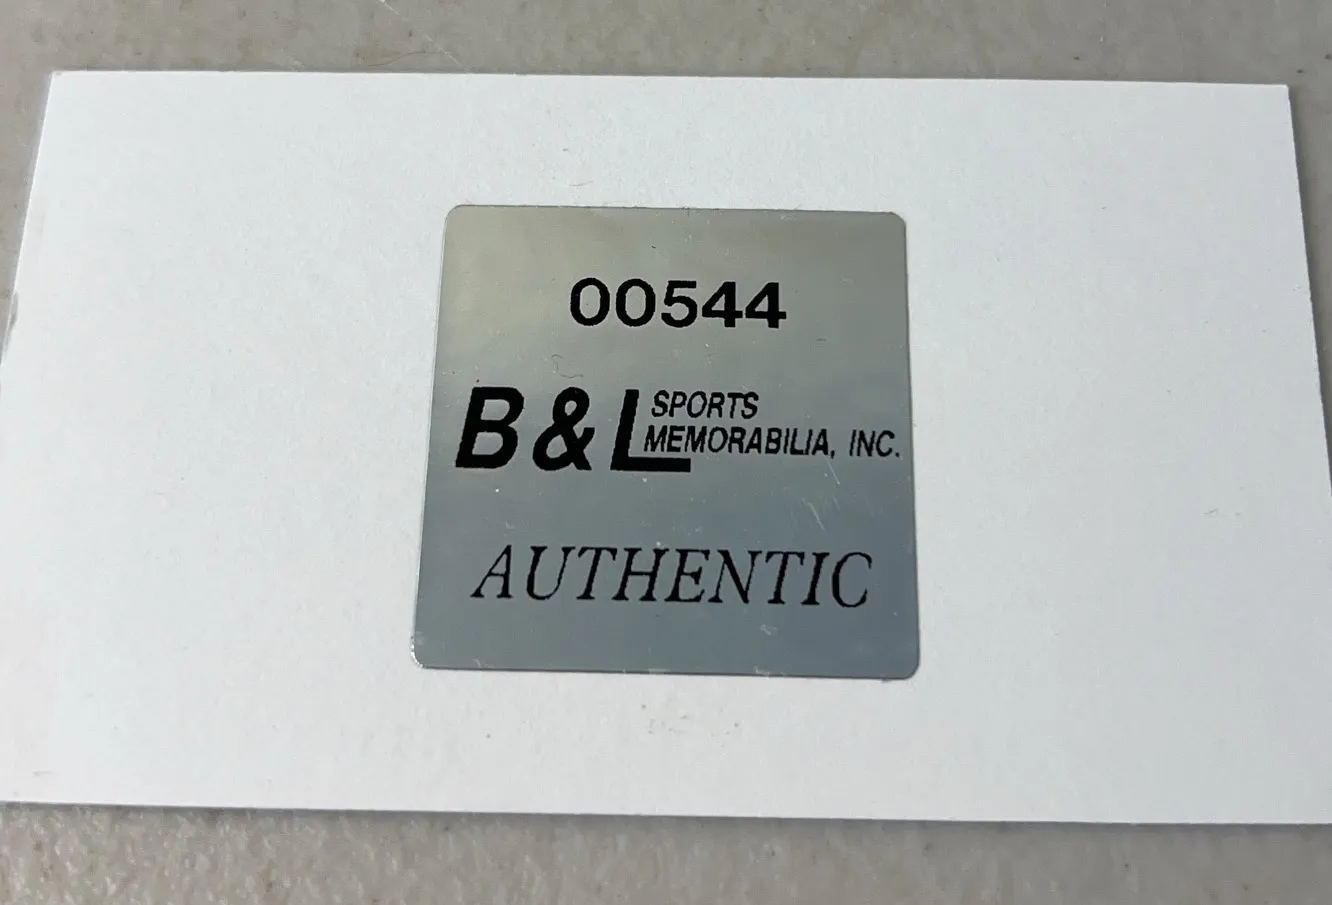 00544
B & L SPORTS
MEMORABILIA, INC.
AUTHENTIC